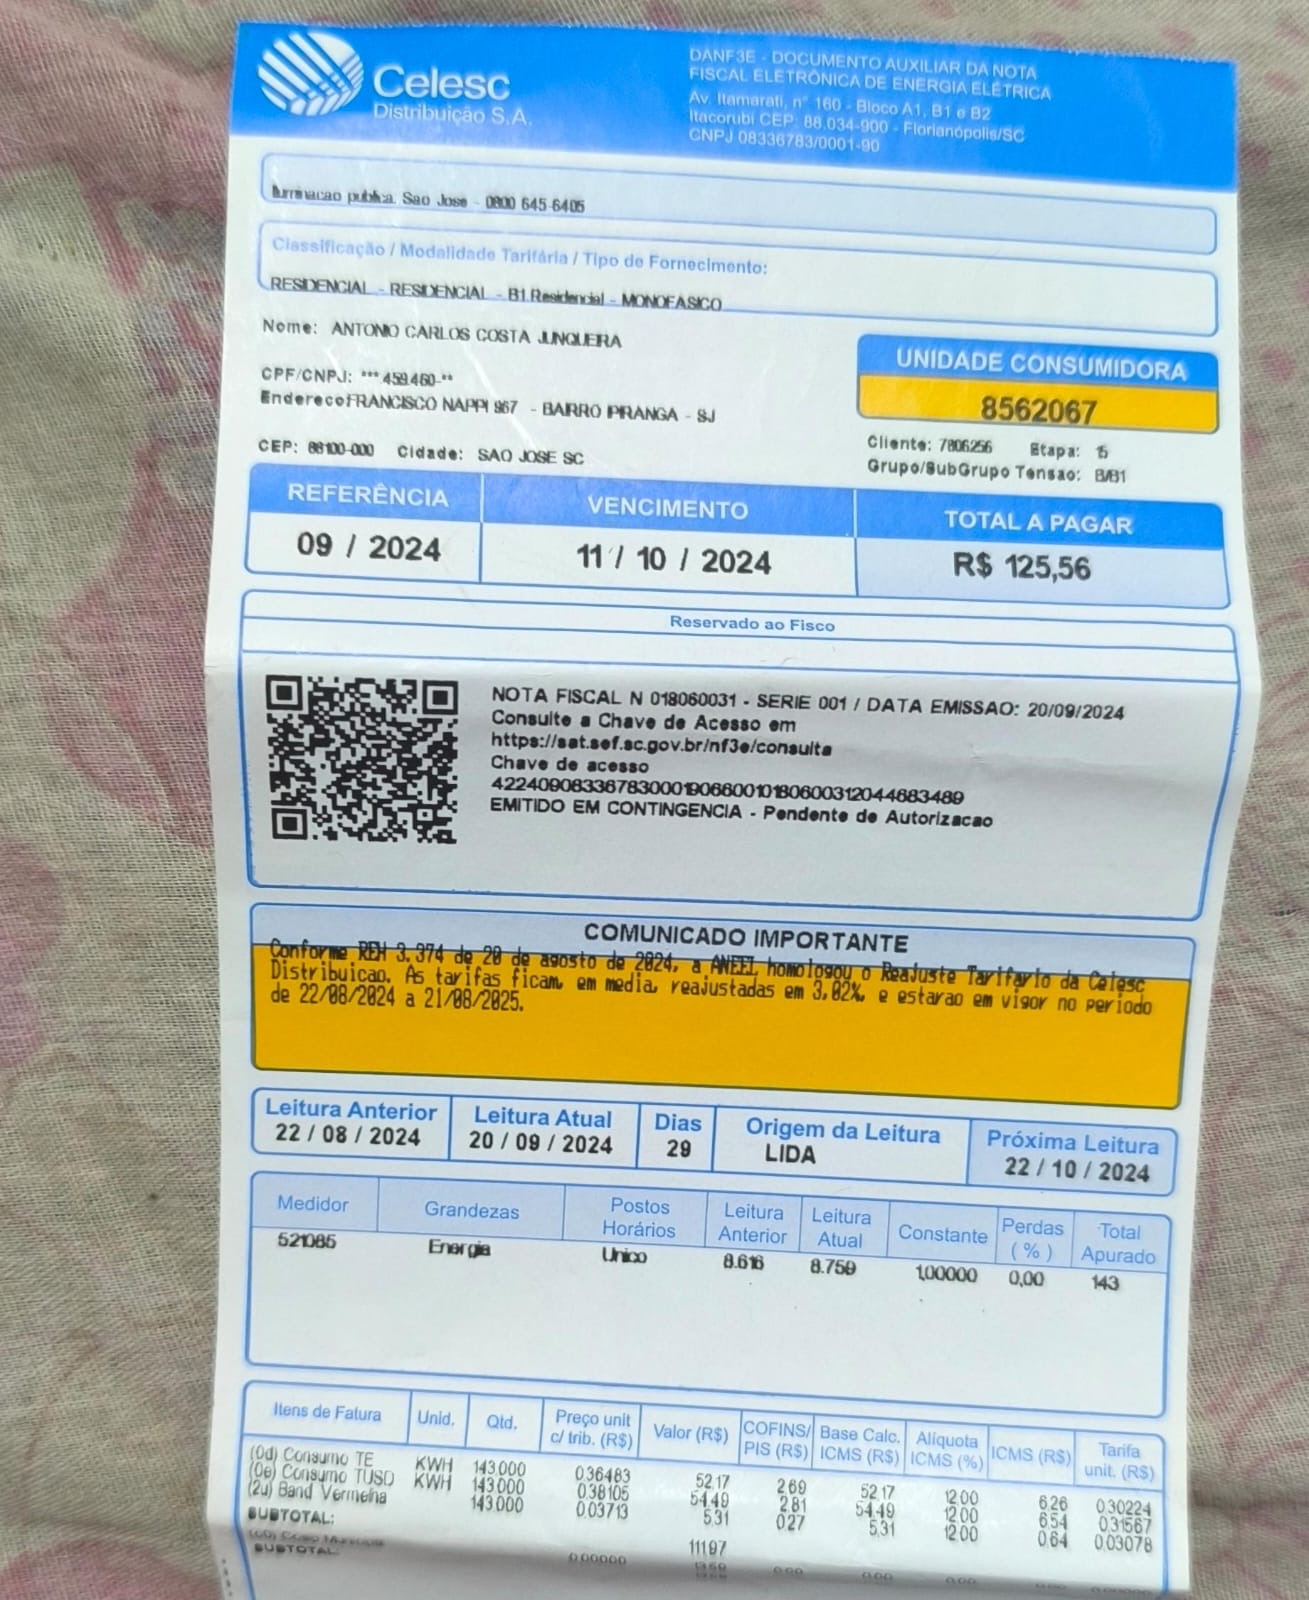 Celesc
Distribuição S.A.
DANF3E - DOCUMENTO AUXILIAR DA NOTA
FISCAL ELETRÔNICA DE ENERGIA ELÉTRICA
Av. Itamarati, n° 160 - Bloco A1, B1 e B2
Itacorubi CEP: 88.034-900 - Florianópolis/SC
CNPJ 08336783/0001-90
Iluminacao publica. Sao Jose - 0800 645-6405
Classificação / Modalidade Tarifária / Tipo de Fornecimento:
RESIDENCIAL - RESIDENCIAL - B1 Residencial - MONOFASICO
Nome: ANTONIO CARLOS COSTA JUNQUEIRA
CPF/CNPJ: ***.459.460-**
EnderecoFRANCISCO NAPPI 967 - BAIRRO IPIRANGA - SJ
CEP: 88100-000 Cidade: SAO JOSE SC
UNIDADE CONSUMIDORA
8562067
Cliente: 7806256 Etapa: 15
Grupo/SubGrupo Tensao: B/B1
REFERÊNCIA VENCIMENTO TOTAL A PAGAR
09 / 2024 11 / 10 / 2024 R$ 125,56
Reservado ao Fisco
NOTA FISCAL N 018060031 - SERIE 001 / DATA EMISSAO: 20/09/2024
Consulte a Chave de Acesso em
https://sat.sef.sc.gov.br/nf3e/consulta
Chave de acesso
42240908336783000190660010180600312044683489
EMITIDO EM CONTINGENCIA - Pendente de Autorizacao
COMUNICADO IMPORTANTE
Conforme REH 3.374 de 20 de agosto de 2024, a ANEEL homologou o Reajuste Tarifario da Celesc
Distribuicao. As tarifas ficam, em media, reajustadas em 3,02%, e estarao em vigor no periodo
de 22/08/2024 a 21/08/2025.
Leitura Anterior Leitura Atual Dias Origem da Leitura Próxima Leitura
22 / 08 / 2024 20 / 09 / 2024 29 LIDA 22 / 10 / 2024
Medidor Grandezas Postos Horários Leitura Anterior Leitura Atual Constante Perdas ( % ) Total Apurado
521085 Energia Unico 8.616 8.759 1,00000 0,00 143
Itens de Fatura Unid. Qtd. Preço unit c/ trib. (R$) Valor (R$) COFINS/ PIS (R$) Base Calc. ICMS (R$) Alíquota ICMS (%) ICMS (R$) Tarifa unit. (R$)
(0d) Consumo TE KWH 143.000 0.36483 52.17 2.69 52.17 12.00 6.26 0.30224
(0e) Consumo TUSD KWH 143.000 0.38105 54.49 2.81 54.49 12.00 6.54 0.31567
(2u) Band. Vermelha 143.000 0.03713 5.31 0.27 5.31 12.00 0.64 0.03078
SUBTOTAL: 111.97
SUBTOTAL: